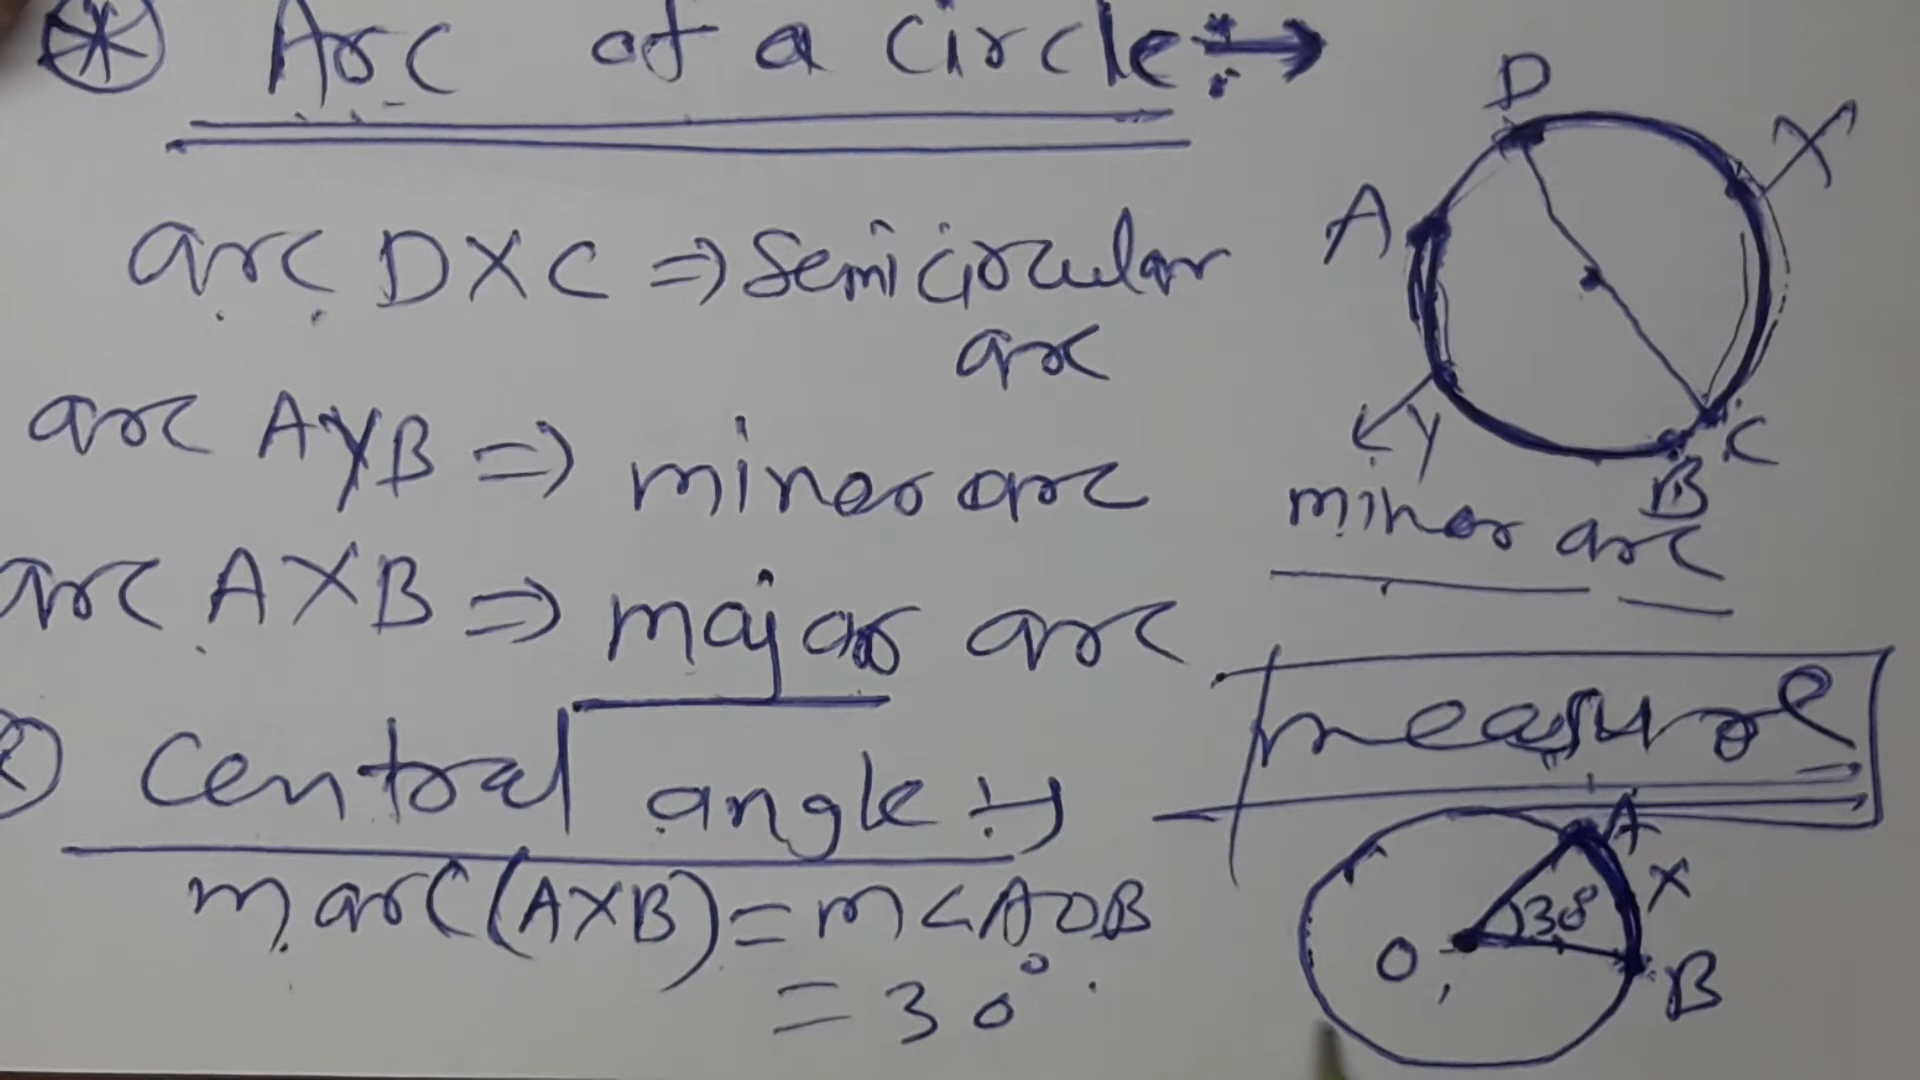 Arc of a circle:→
D
X
A
arc DXC ⇒ Semicircular
arc
Y
C
B
arc AYB ⇒ minor arc
minor arc
arc AXB ⇒ major arc
measure
Central angle :→
A
X
m arc (AXB) = m<AOB
30°
O
B
= 30°.